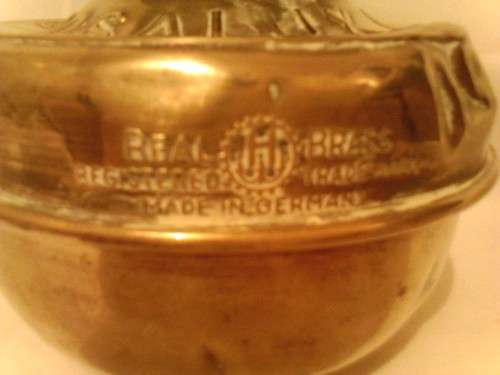 REAL H BRASS
REGISTERED TRADE MARK
MADE IN GERMANY